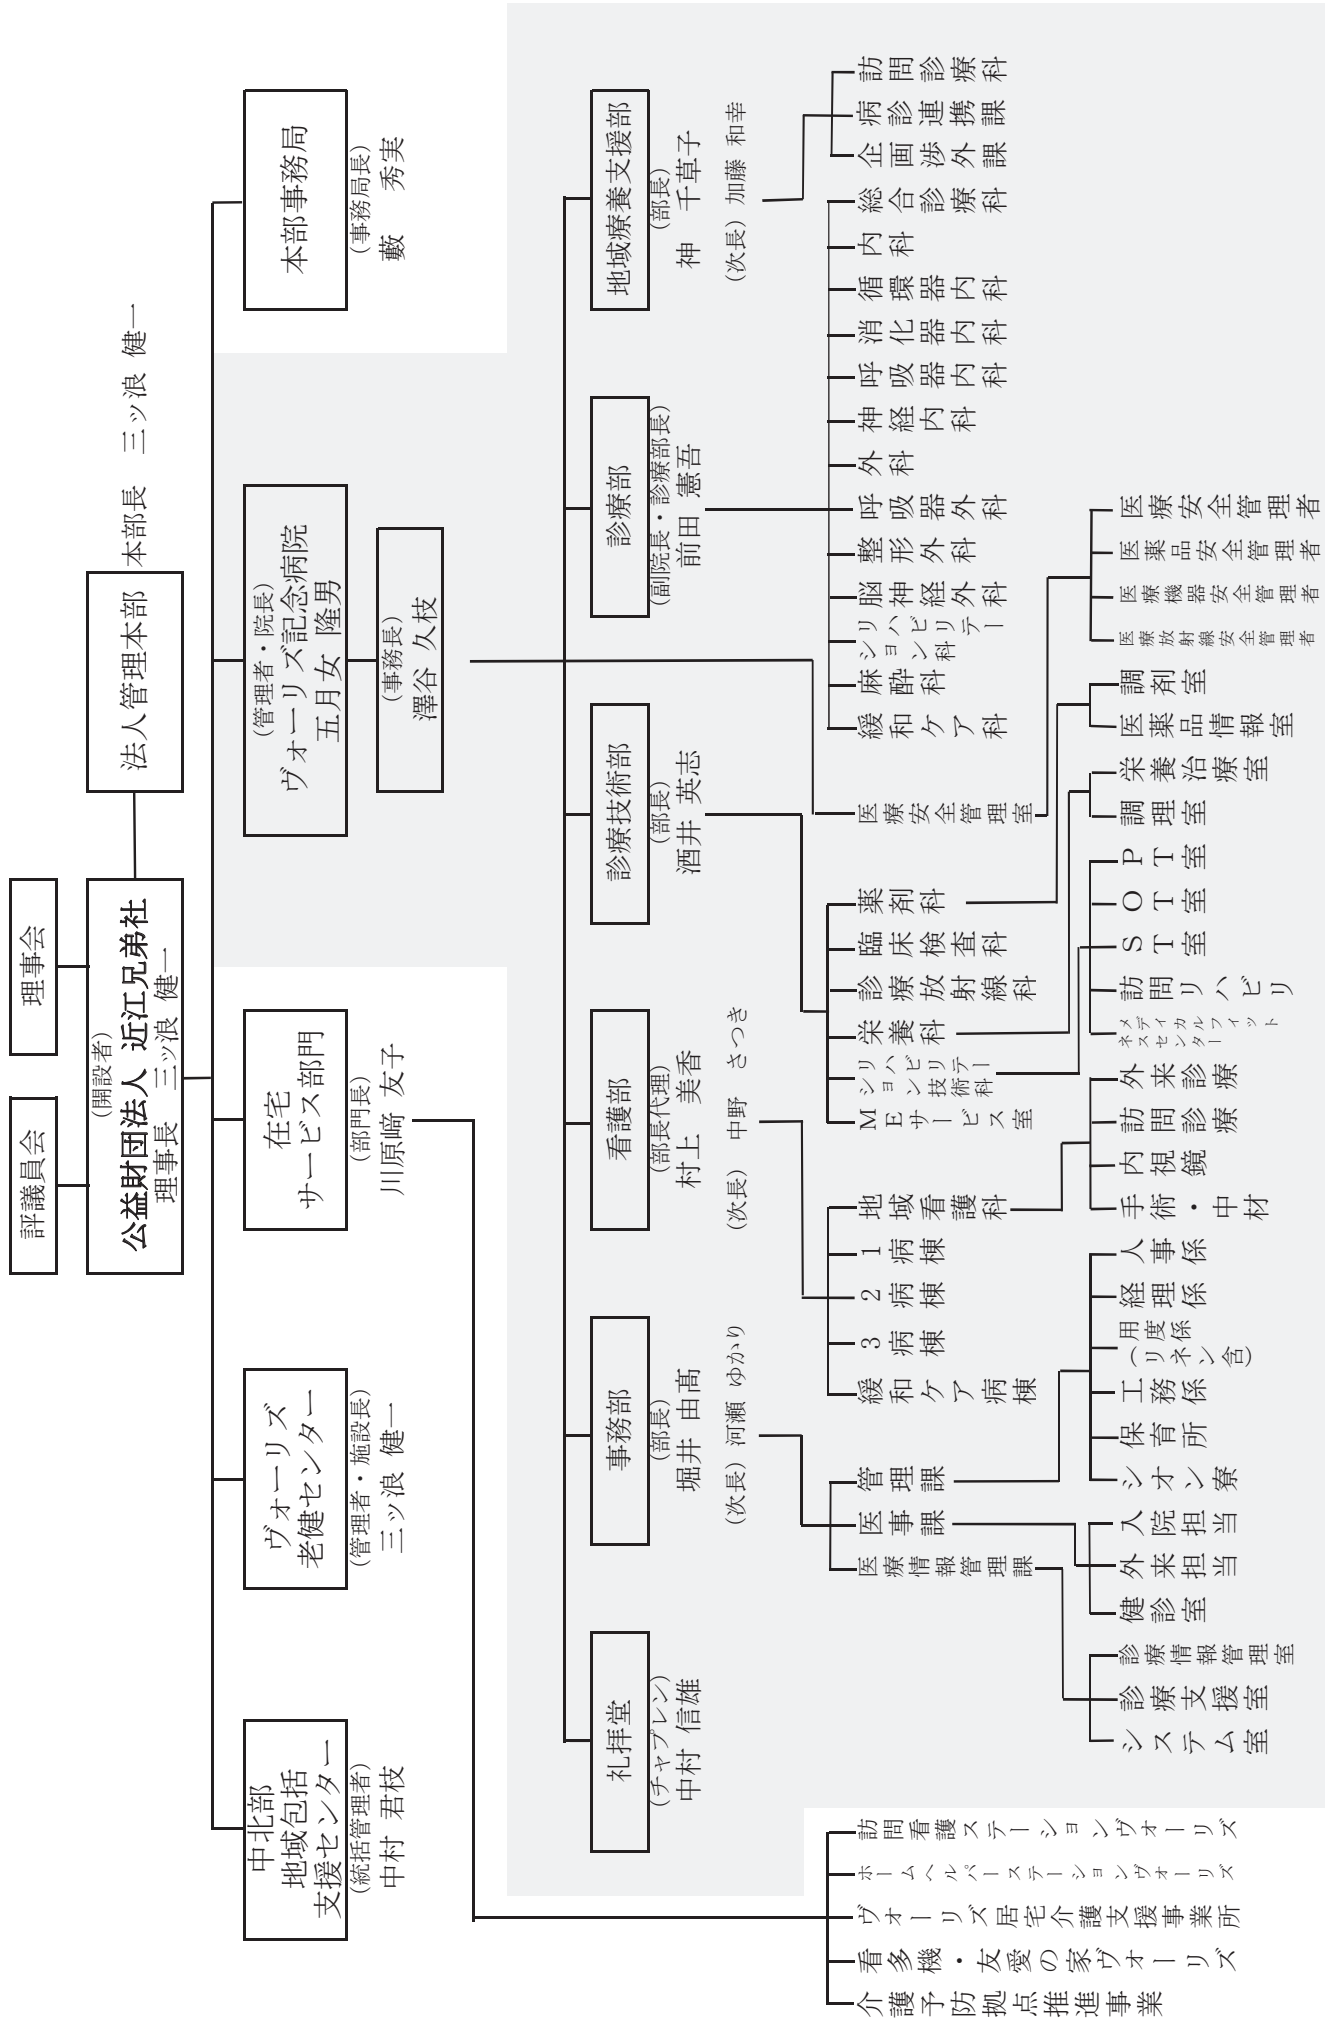 評議員会
理事会
(開設者)
公益財団法人 近江兄弟社
理事長 三ッ浪 健一
法人管理本部
本部長 三ッ浪 健一
中北部
地域包括
支援センター
(統括管理者)
中村 君枝
ヴォーリズ
老健センター
(管理者・施設長)
三ッ浪 健一
在宅
サービス部門
(部門長)
川原﨑 友子
(管理者・院長)
ヴォーリズ記念病院
五月女 隆男
(事務長)
澤谷 久枝
本部事務局
(事務局長)
藪 秀実
礼拝堂
(チャプレン)
中村 信雄
事務部
(部長)
堀井 由髙
(次長) 河瀬 ゆかり
看護部
(部長代理)
村上 美香
(次長) 中野 さつき
診療技術部
(部長)
酒井 英志
診療部
(副院長・診療部長)
前田 憲吾
地域療養支援部
(部長)
神 千草子
(次長) 加藤 和幸
介護予防拠点推進事業
看多機・友愛の家ヴォーリズ
ヴォーリズ居宅介護支援事業所
ホームヘルパーステーションヴォーリズ
訪問看護ステーションヴォーリズ
医療情報管理課
医事課
管理課
緩和ケア病棟
3病棟
2病棟
1病棟
地域看護科
MEサービス室
リハビリテー
ション技術科
栄養科
診療放射線科
臨床検査科
薬剤科
医療安全管理室
緩和ケア科
麻酔科
リハビリテー
ション科
脳神経外科
整形外科
呼吸器外科
外科
神経内科
呼吸器内科
消化器内科
循環器内科
内科
総合診療科
企画渉外課
病診連携課
訪問診療科
システム室
診療支援室
診療情報管理室
健診室
外来担当
入院担当
シオン寮
保育所
工務係
用度係
(リネン含)
経理係
人事係
手術・中材
内視鏡
訪問診療
外来診療
メディカルフィット
ネスセンター
訪問リハビリ
ST室
OT室
PT室
調理室
栄養治療室
医薬品情報室
調剤室
医療放射線安全管理者
医療機器安全管理者
医薬品安全管理者
医療安全管理者